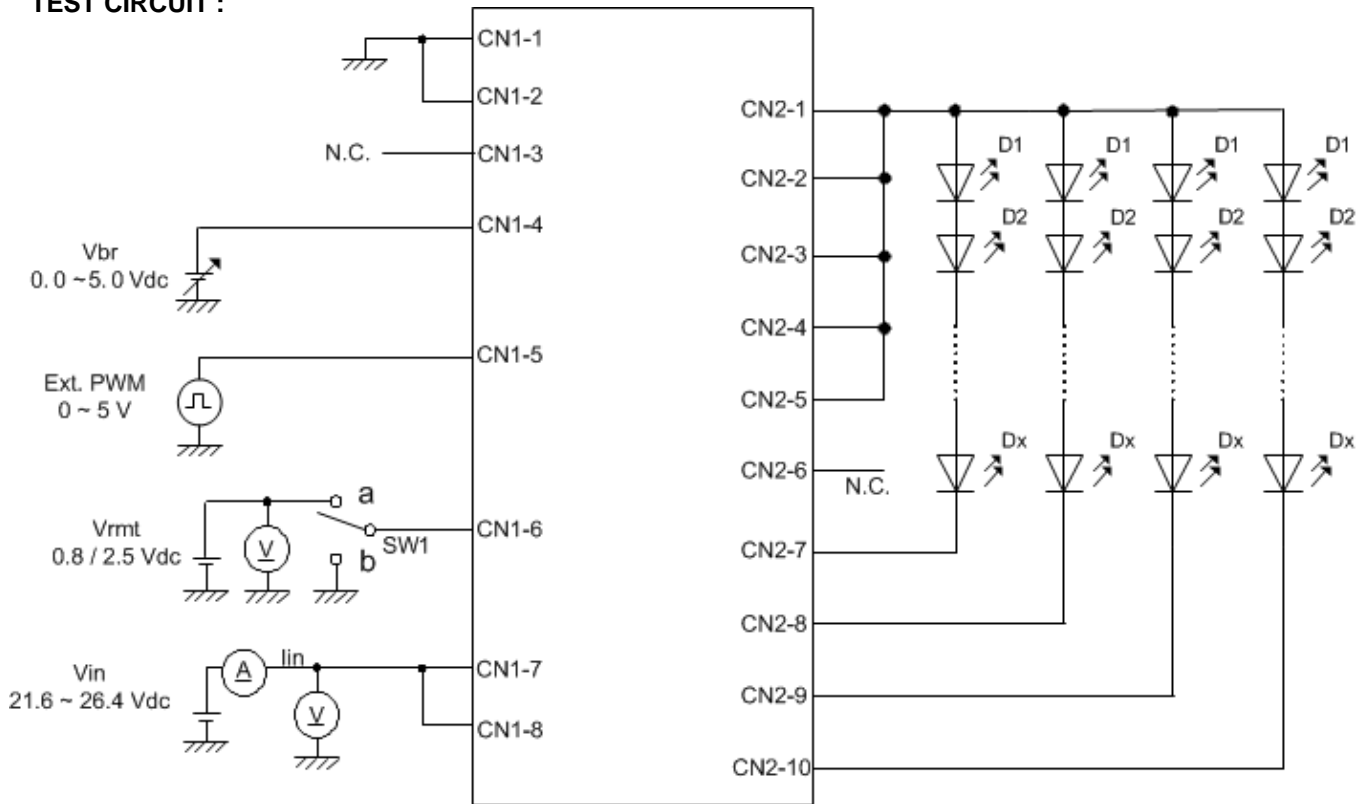 TEST CIRCUIT :
CN1-1
CN1-2
N.C.
CN1-3
CN1-4
Vbr
0.0 ~5.0 Vdc
CN1-5
Ext. PWM
0 ~ 5 V
a
Vrmt
0.8 / 2.5 Vdc
V
SW1
b
CN1-6
Vin
21.6 ~ 26.4 Vdc
A
Iin
V
CN1-7
CN1-8
CN2-1
CN2-2
CN2-3
CN2-4
CN2-5
CN2-6
N.C.
CN2-7
CN2-8
CN2-9
CN2-10
D1 D1 D1 D1
D2 D2 D2 D2
Dx Dx Dx Dx